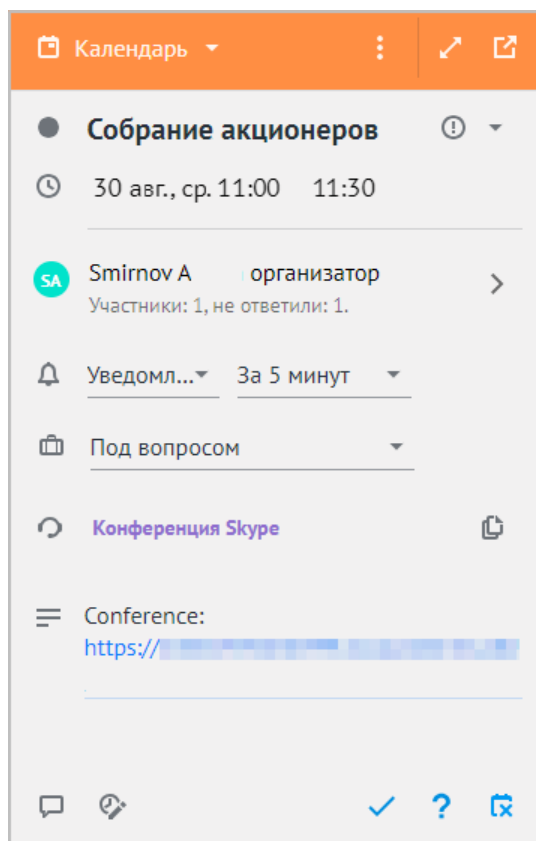 Календарь
Собрание акционеров
30 авг., ср. 11:00 11:30
SA
Smirnov A организатор
Участники: 1, не ответили: 1.
Уведомл... За 5 минут
Под вопросом
Конференция Skype
Conference:
https://